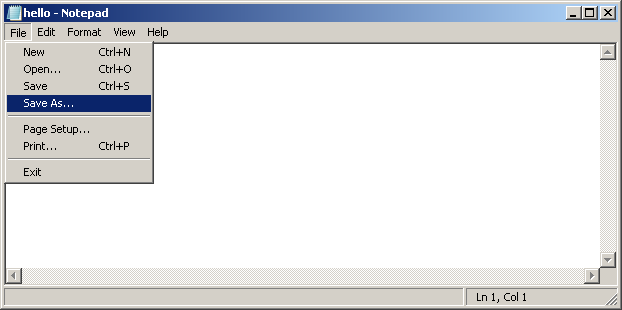 hello - Notepad
File Edit Format View Help
New Ctrl+N
Open... Ctrl+O
Save Ctrl+S
Save As...
Page Setup...
Print... Ctrl+P
Exit
Ln 1, Col 1